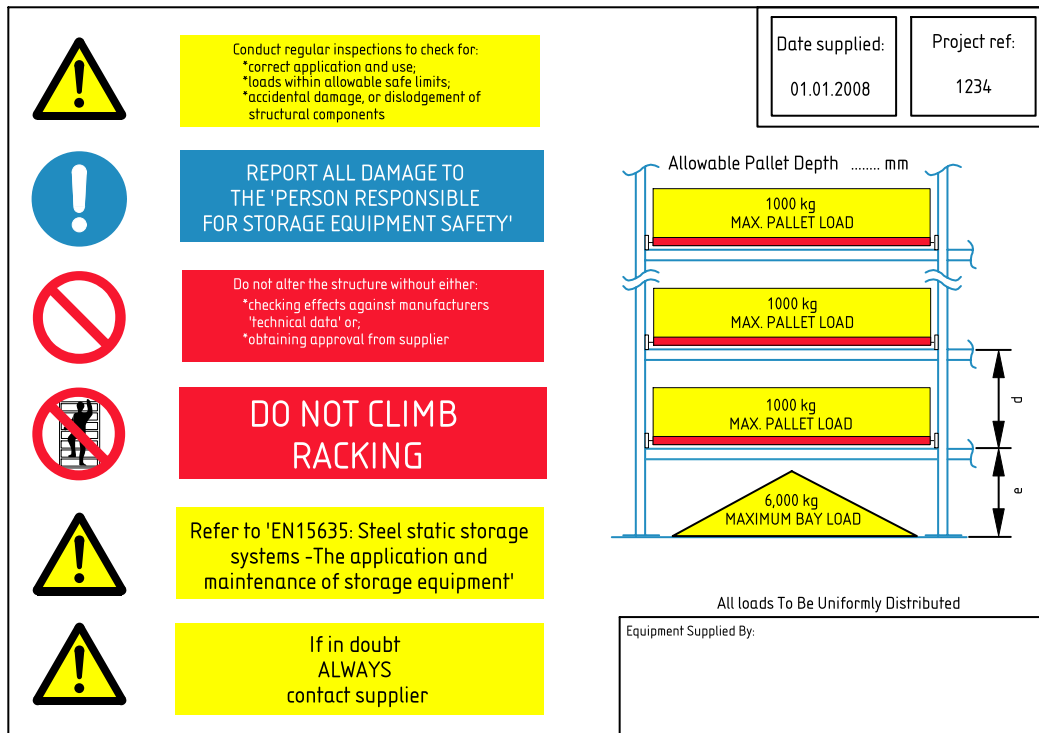 Conduct regular inspections to check for:
*correct application and use;
*loads within allowable safe limits;
*accidental damage, or dislodgement of
structural components
REPORT ALL DAMAGE TO
THE 'PERSON RESPONSIBLE
FOR STORAGE EQUIPMENT SAFETY'
Do not alter the structure without either:
*checking effects against manufacturers
'technical data' or;
*obtaining approval from supplier
DO NOT CLIMB
RACKING
Refer to 'EN15635: Steel static storage
systems -The application and
maintenance of storage equipment'
If in doubt
ALWAYS
contact supplier
Date supplied:
01.01.2008
Project ref:
1234
Allowable Pallet Depth ........ mm
1000 kg
MAX. PALLET LOAD
1000 kg
MAX. PALLET LOAD
1000 kg
MAX. PALLET LOAD
d
6,000 kg
MAXIMUM BAY LOAD
e
All loads To Be Uniformly Distributed
Equipment Supplied By: